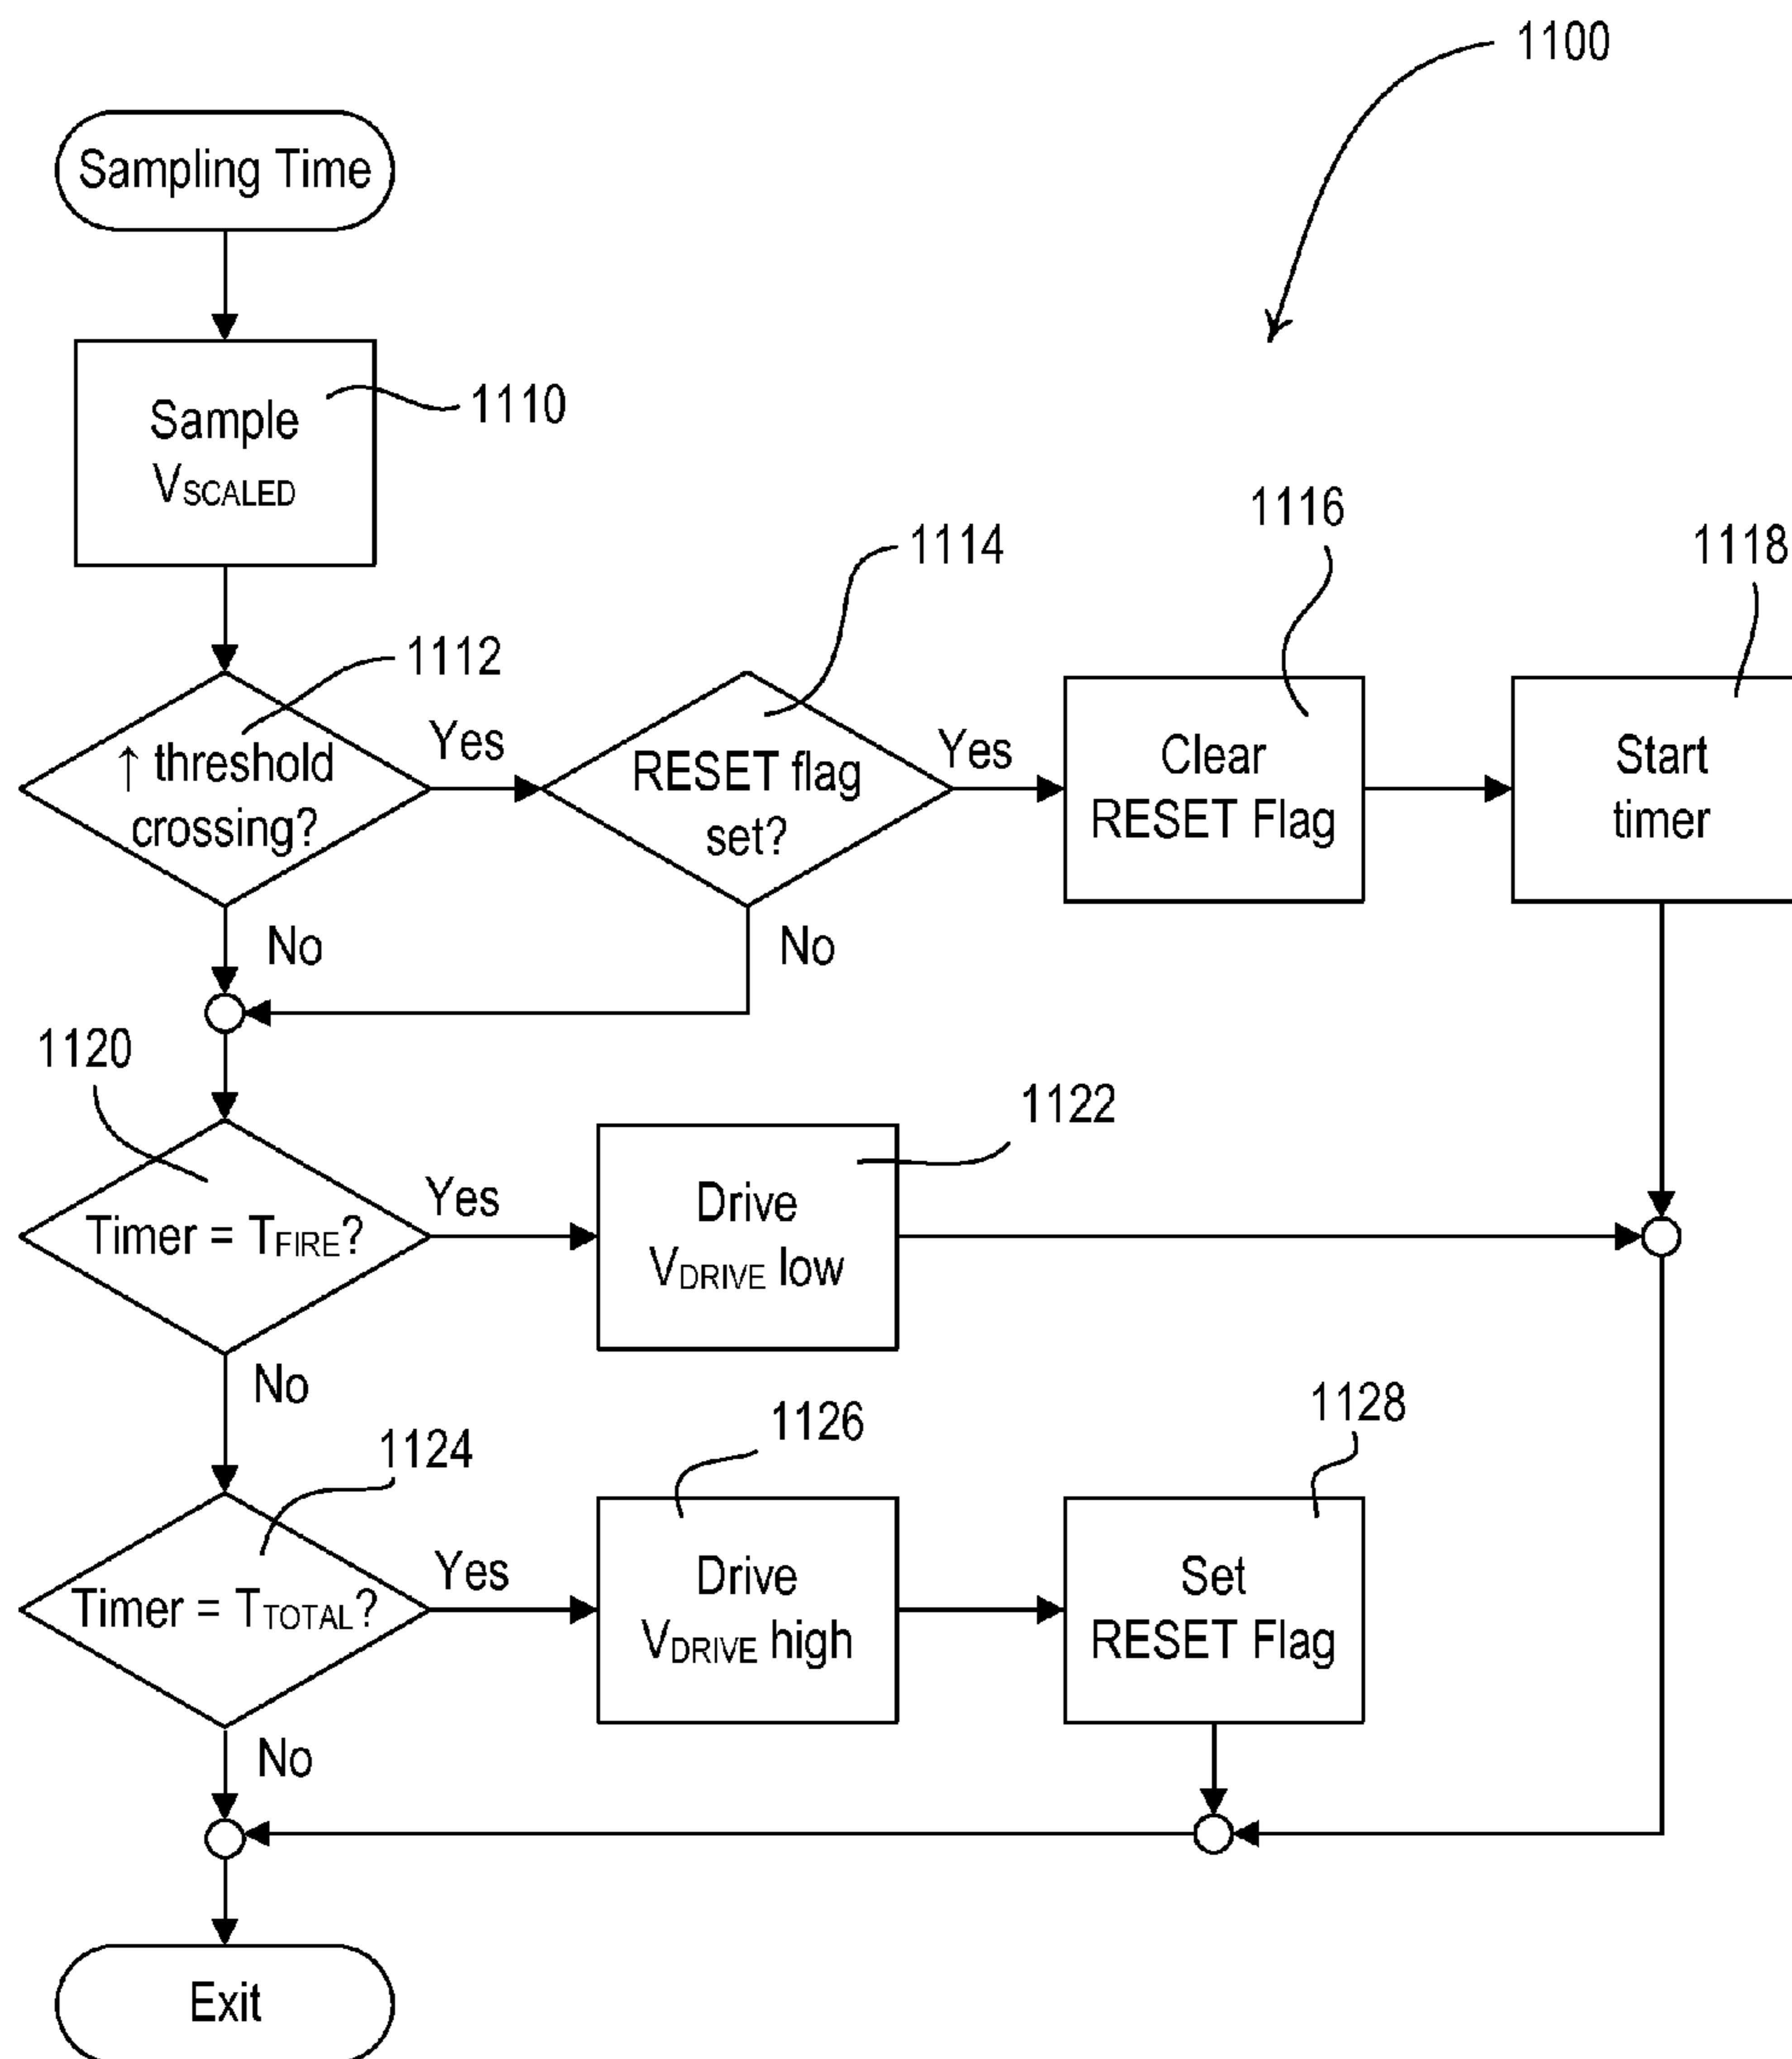 1100
Sampling Time
1110
Sample
VSCALED
1116
1114
1118
1112
↑ threshold
crossing?
Yes
RESET flag
set?
Yes
Clear
RESET Flag
Start
timer
No
No
1120
1122
Timer = TFIRE?
Yes
Drive
VDRIVE low
No
1124
1126
1128
Timer = TTOTAL?
Yes
Drive
VDRIVE high
Set
RESET Flag
No
Exit